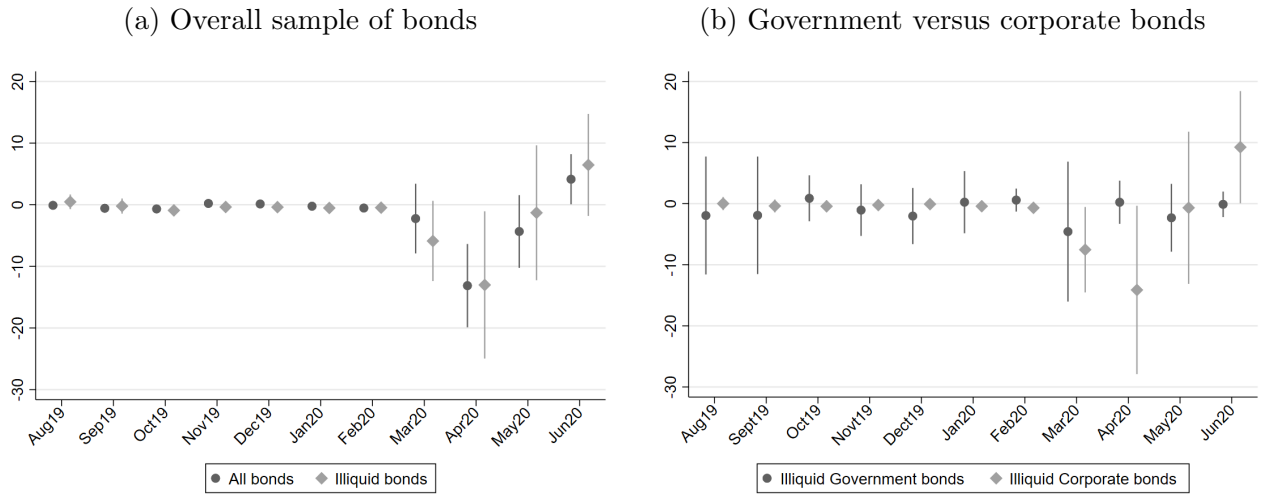 (a) Overall sample of bonds
20
10
0
-10
-20
-30
Aug19
Sep19
Oct19
Nov19
Dec19
Jan20
Feb20
Mar20
Apr20
May20
Jun20
All bonds
Illiquid bonds
(b) Government versus corporate bonds
20
10
0
-10
-20
-30
Aug19
Sept19
Oct19
Nov19
Dect19
Jan20
Feb20
Mar20
Apr20
May20
Jun20
Illiquid Government bonds
Illiquid Corporate bonds